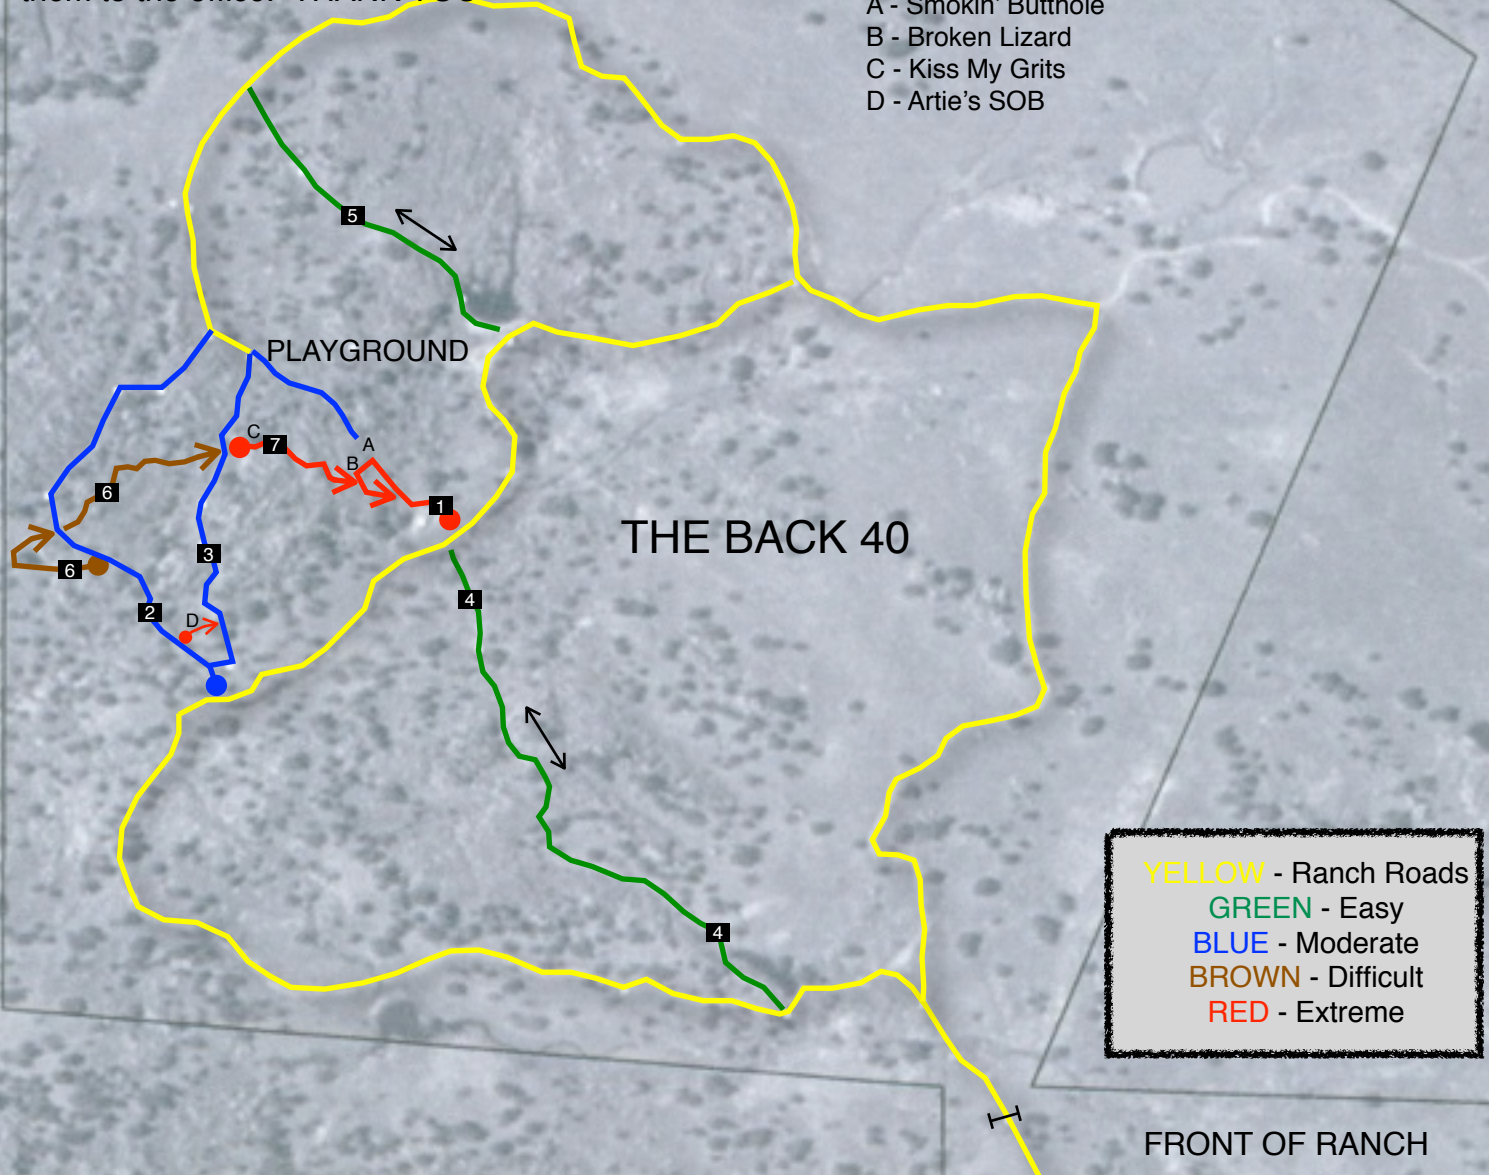 A - Smokin' Butthole
B - Broken Lizard
C - Kiss My Grits
D - Artie's SOB
5
PLAYGROUND
C
7
A
B
6
1
THE BACK 40
3
6
4
2
D
4
YELLOW - Ranch Roads
GREEN - Easy
BLUE - Moderate
BROWN - Difficult
RED - Extreme
FRONT OF RANCH